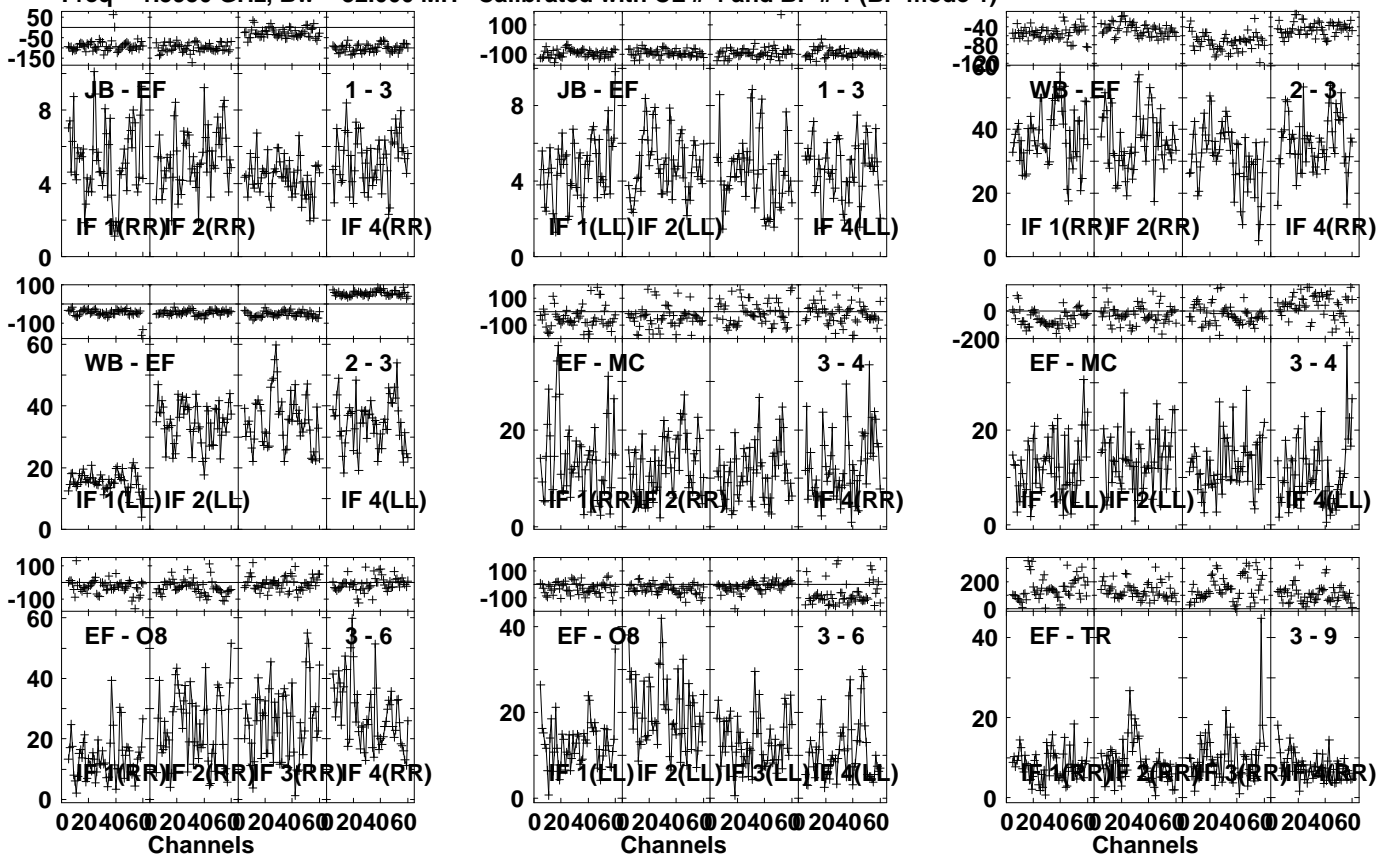 50
-50
-150
JB - EF 1 - 3
8
4
0
IF 1(RR) IF 2(RR) IF 4(RR)
100
-100
JB - EF 1 - 3
8
4
0
IF 1(LL) IF 2(LL) IF 4(LL)
-40
-80
-120
60
WB - EF 2 - 3
40
20
0
IF 1(RR) IF 2(RR) IF 4(RR)
100
-100
60
WB - EF 2 - 3
40
20
0
IF 1(LL) IF 2(LL) IF 4(LL)
100
-100
EF - MC 3 - 4
20
0
IF 1(RR) IF 2(RR) IF 4(RR)
0
-200
EF - MC 3 - 4
20
0
IF 1(LL) IF 2(LL) IF 4(LL)
100
-100
60
EF - O8 3 - 6
40
20
0
IF 1(RR) IF 2(RR) IF 3(RR) IF 4(RR)
0 20 40 60 0 20 40 60 0 20 40 60 0 20 40 60
Channels
100
-100
40
EF - O8 3 - 6
20
0
IF 1(LL) IF 2(LL) IF 3(LL) IF 4(LL)
0 20 40 60 0 20 40 60 0 20 40 60 0 20 40 60
Channels
200
0
40
EF - TR 3 - 9
20
0
IF 1(RR) IF 2(RR) IF 3(RR) IF 4(RR)
0 20 40 60 0 20 40 60 0 20 40 60 0 20 40 60
Channels